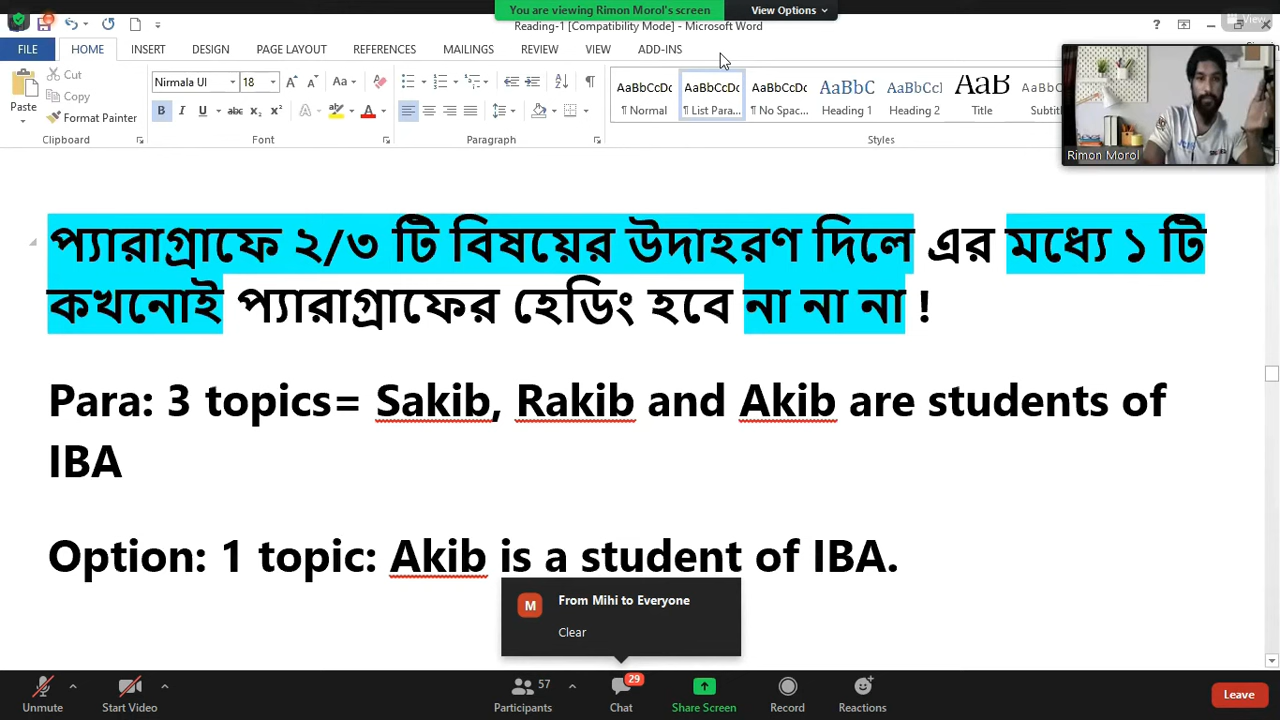 You are viewing Rimon Morol's screen
View Options
Reading-1 [Compatibility Mode] - Microsoft Word
View
FILE
HOME
INSERT
DESIGN
PAGE LAYOUT
REFERENCES
MAILINGS
REVIEW
VIEW
ADD-INS
Paste
Cut
Copy
Format Painter
Clipboard
Nirmala UI
18
Font
Paragraph
AaBbCcDc
¶ Normal
AaBbCcDc
¶ List Para...
AaBbCcDc
¶ No Spac...
AaBbC
Heading 1
AaBbCcI
Heading 2
AaB
Title
AaBbC
Subtitl
Styles
Rimon Morol
প্যারাগ্রাফে ২/৩ টি বিষয়ের উদাহরণ দিলে এর মধ্যে ১ টি
কখনোই প্যারাগ্রাফের হেডিং হবে না না না !
Para: 3 topics= Sakib, Rakib and Akib are students of
IBA
Option: 1 topic: Akib is a student of IBA.
M
From Mihi to Everyone
Clear
Unmute
Start Video
57
Participants
29
Chat
Share Screen
Record
Reactions
Leave